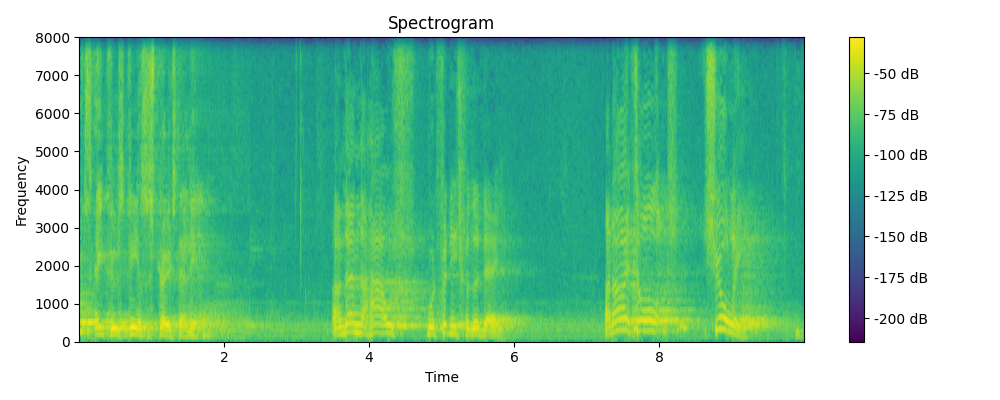 Spectrogram
8000
7000
6000
5000
4000
3000
2000
1000
0
Frequency
2 4 6 8
Time
-50 dB
-75 dB
-100 dB
-125 dB
-150 dB
-175 dB
-200 dB